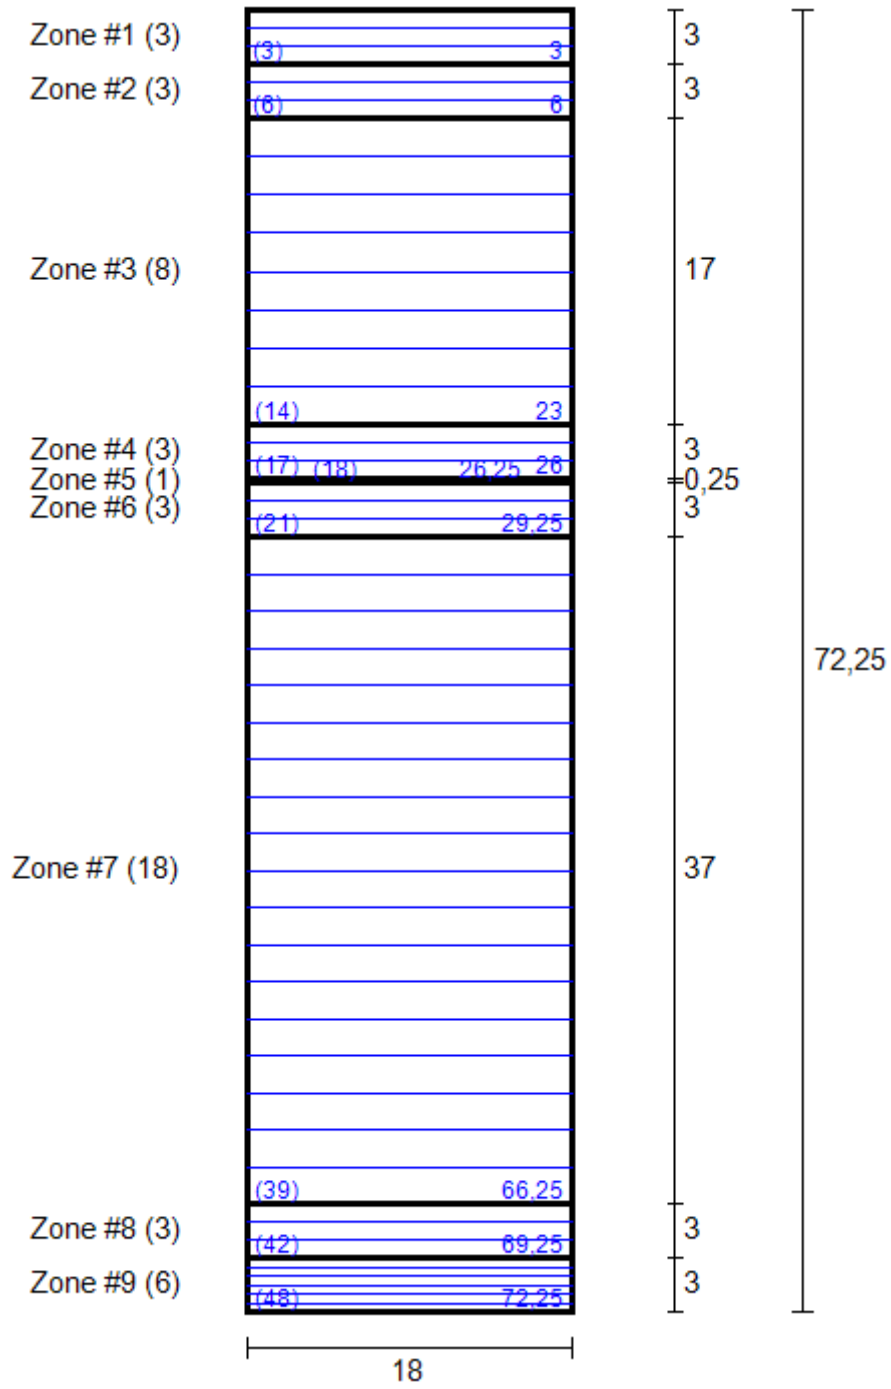 Zone #1 (3) (3) 3 3
Zone #2 (3) (6) 6 3
Zone #3 (8) 17
(14) 23
Zone #4 (3) (17) 26 3
Zone #5 (1) (18) 26,25 0,25
Zone #6 (3) (21) 29,25 3
72,25
Zone #7 (18) 37
(39) 66,25
Zone #8 (3) (42) 69,25 3
Zone #9 (6) (48) 72,25 3
18